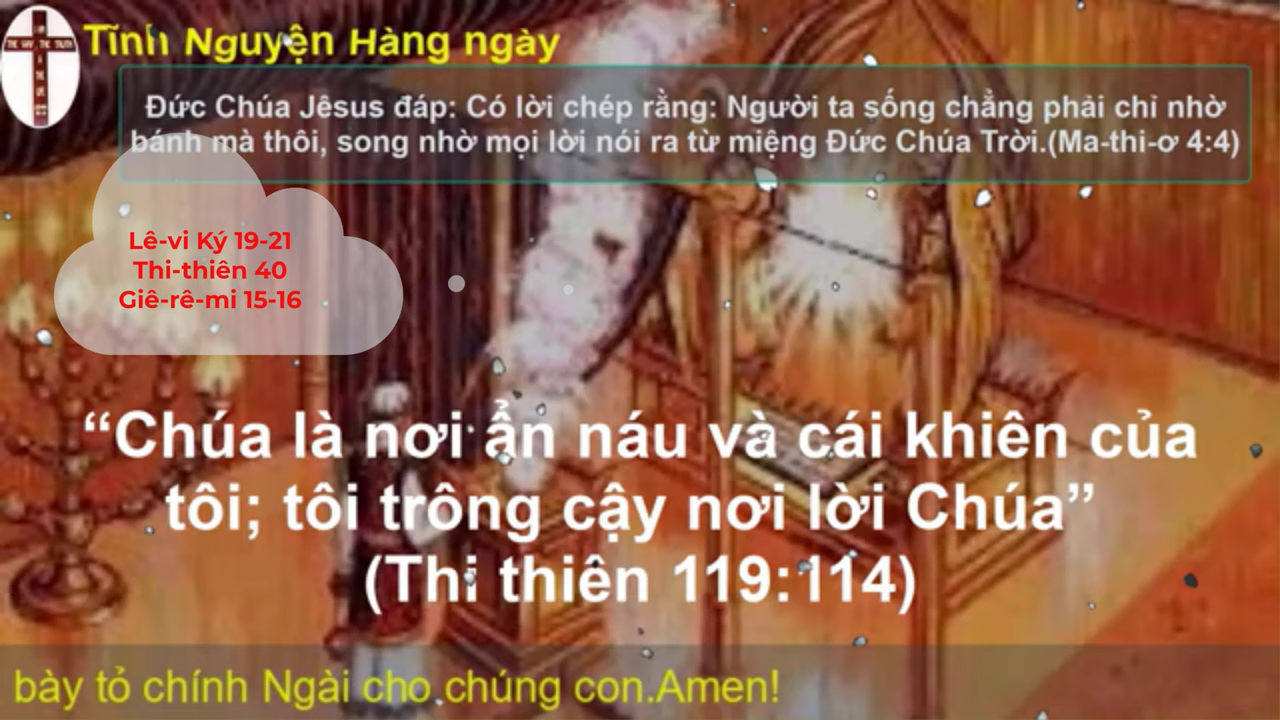 Tĩnh Nguyện Hàng ngày
Đức Chúa Jêsus đáp: Có lời chép rằng: Người ta sống chẳng phải chỉ nhờ
bánh mà thôi, song nhờ mọi lời nói ra từ miệng Đức Chúa Trời.(Ma-thi-ơ 4:4)
Lê-vi Ký 19-21
Thi-thiên 40
Giê-rê-mi 15-16
“Chúa là nơi ẩn náu và cái khiên của
tôi; tôi trông cậy nơi lời Chúa”
(Thi thiên 119:114)
bày tỏ chính Ngài cho chúng con.Amen!